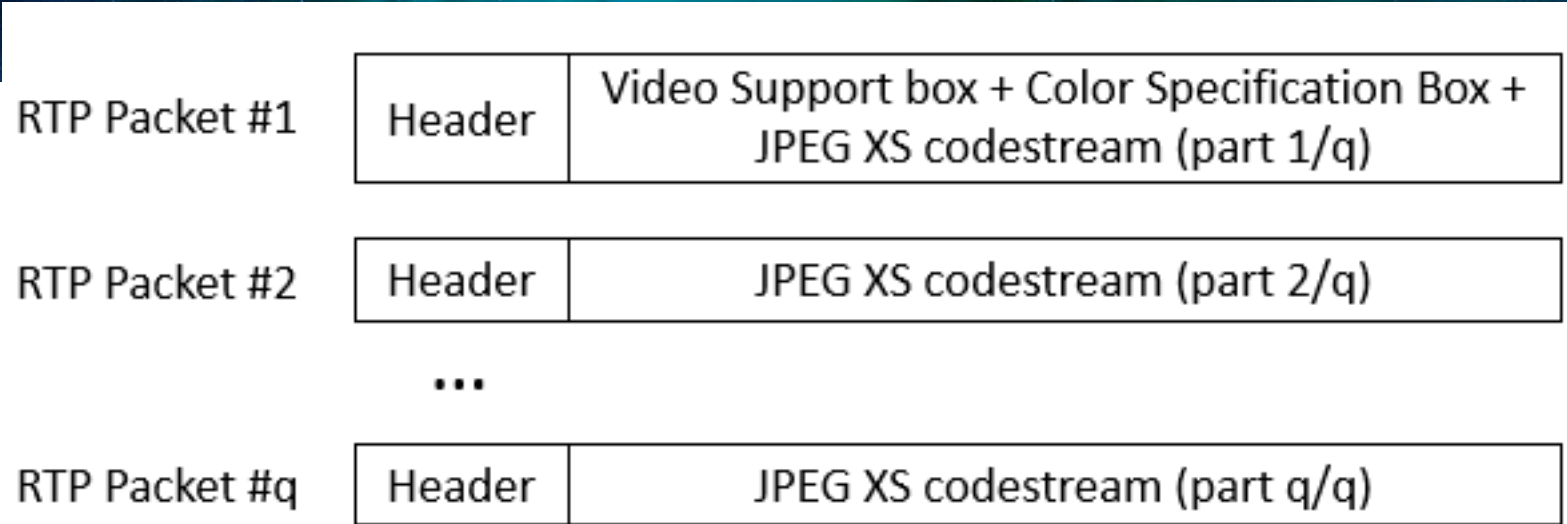 RTP Packet #1
Header
Video Support box + Color Specification Box +
JPEG XS codestream (part 1/q)
RTP Packet #2
Header
JPEG XS codestream (part 2/q)
...
RTP Packet #q
Header
JPEG XS codestream (part q/q)